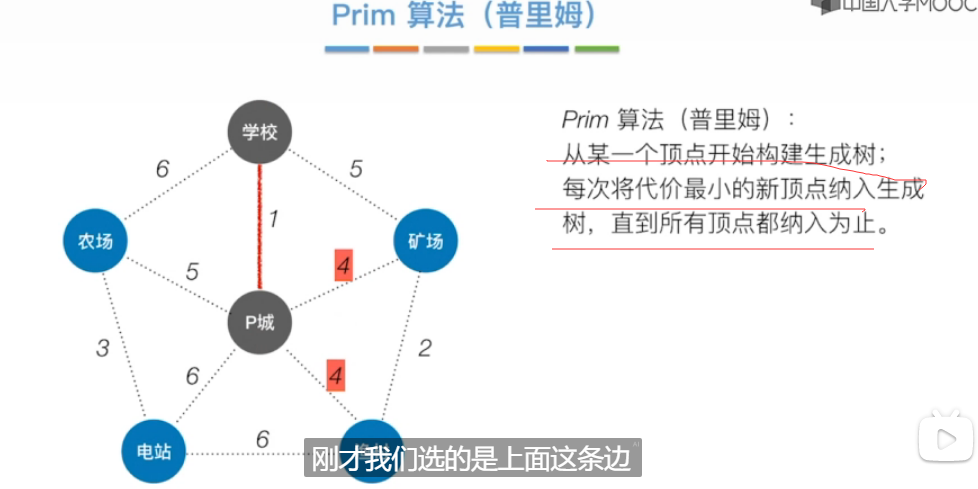 Prim 算法（普里姆）
中国大学MOOC
学校
6
5
1
农场
矿场
5
4
P城
3
2
6
4
电站
6
刚才我们选的是上面这条边
Prim 算法（普里姆）：
从某一个顶点开始构建生成树；
每次将代价最小的新顶点纳入生成
树，直到所有顶点都纳入为止。